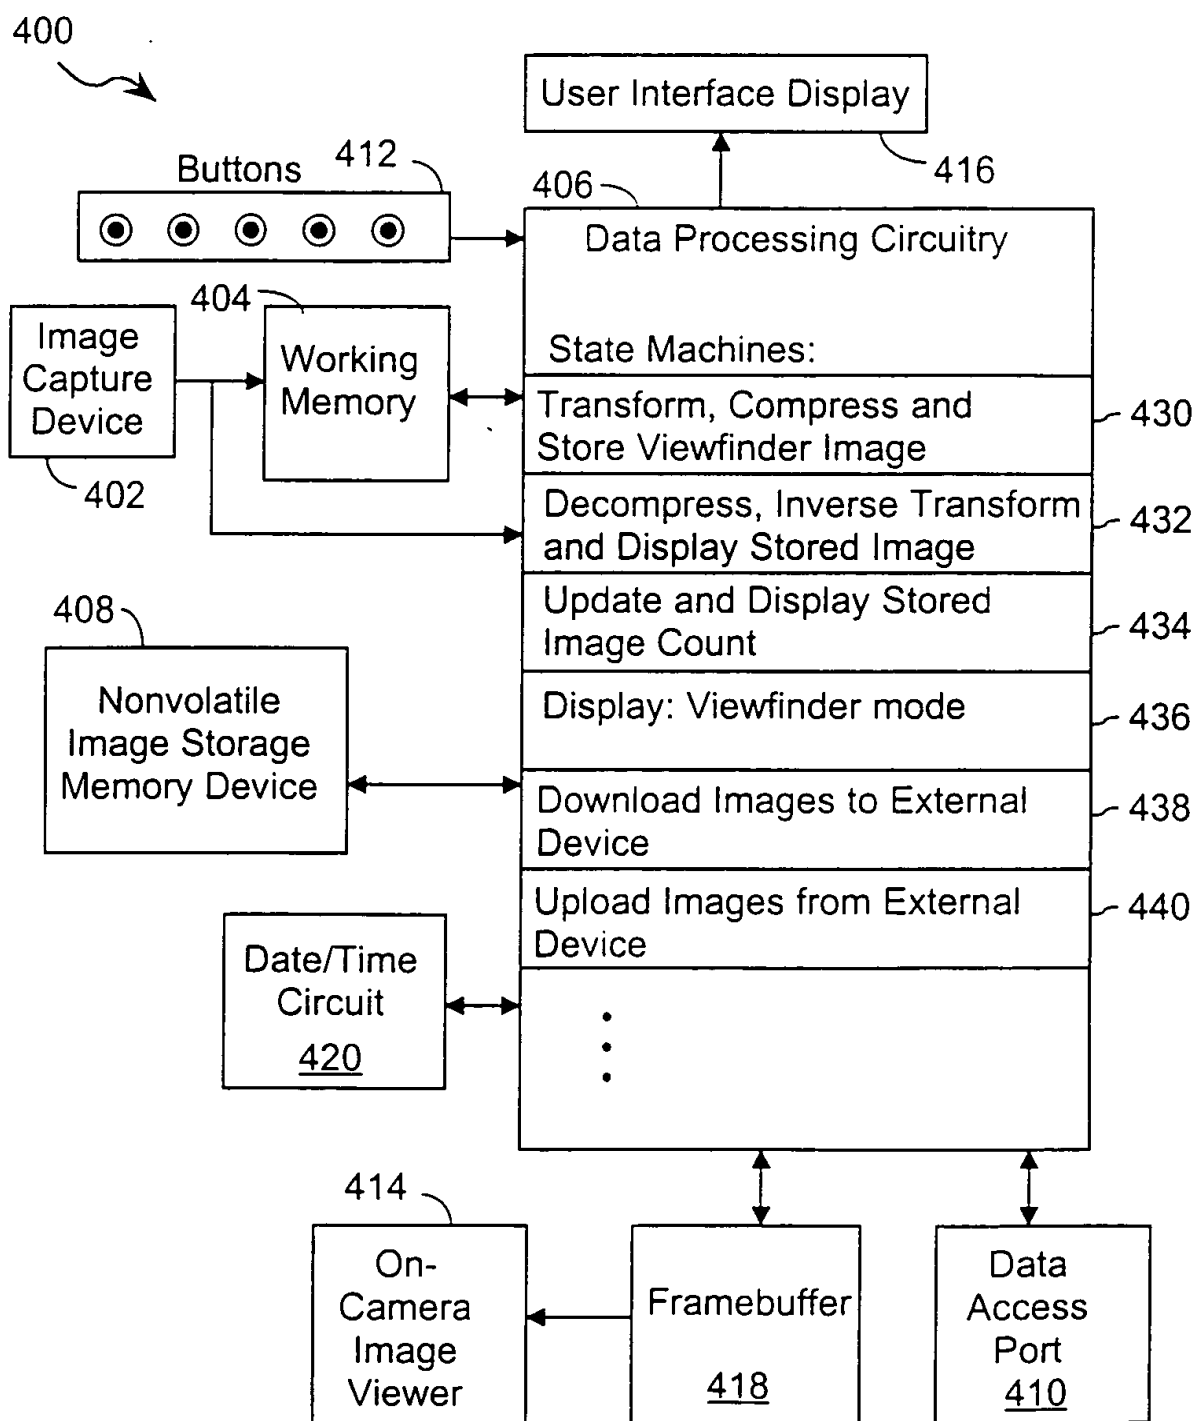 400
User Interface Display
416
Buttons
412
406
Data Processing Circuitry
404
Image
Capture
Device
402
Working
Memory
State Machines:
Transform, Compress and
Store Viewfinder Image
430
Decompress, Inverse Transform
and Display Stored Image
432
Update and Display Stored
Image Count
434
408
Nonvolatile
Image Storage
Memory Device
Display: Viewfinder mode
436
Download Images to External
Device
438
Upload Images from External
Device
440
Date/Time
Circuit
420
414
On-
Camera
Image
Viewer
Framebuffer
418
Data
Access
Port
410